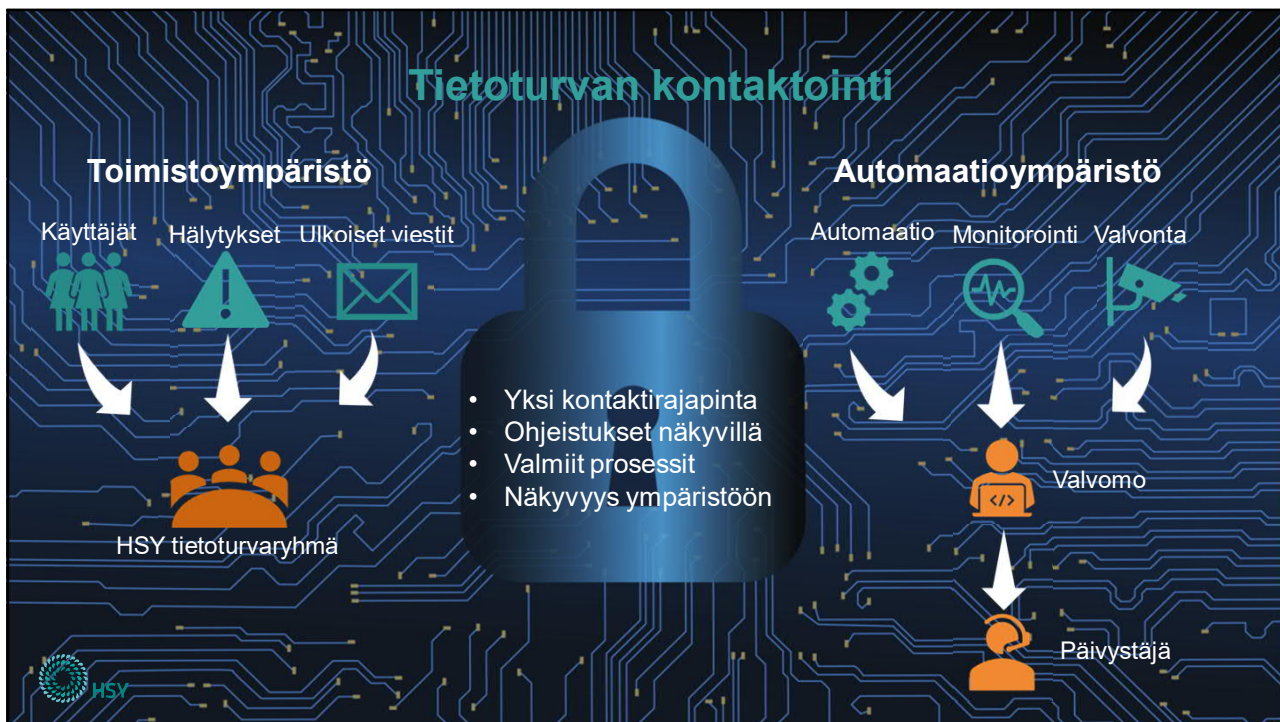 Tietoturvan kontaktointi
Toimistoympäristö
Käyttäjät
Hälytykset
Ulkoiset viestit
HSY tietoturvaryhmä
• Yksi kontaktirajapinta
• Ohjeistukset näkyvillä
• Valmiit prosessit
• Näkyvyys ympäristöön
Automaatioympäristö
Automaatio
Monitorointi
Valvonta
</>
Valvomo
Päivystäjä
HSY